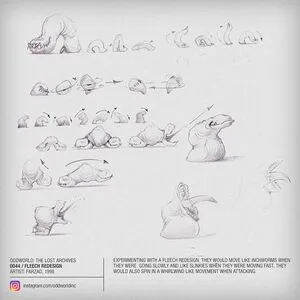 ODDWORLD: THE LOST ARCHIVES
0044 / FLEECH REDESIGN
ARTIST: FARZAD, 1998
instagram.com/oddworldinc
EXPERIMENTING WITH A FLEECH REDESIGN. THEY WOULD MOVE LIKE INCHWORMS WHEN
THEY WERE GOING SLOWLY AND LIKE SLINKIES WHEN THEY WERE MOVING FAST. THEY
WOULD ALSO SPIN IN A WHIRLWIND LIKE MOVEMENT WHEN ATTACKING.